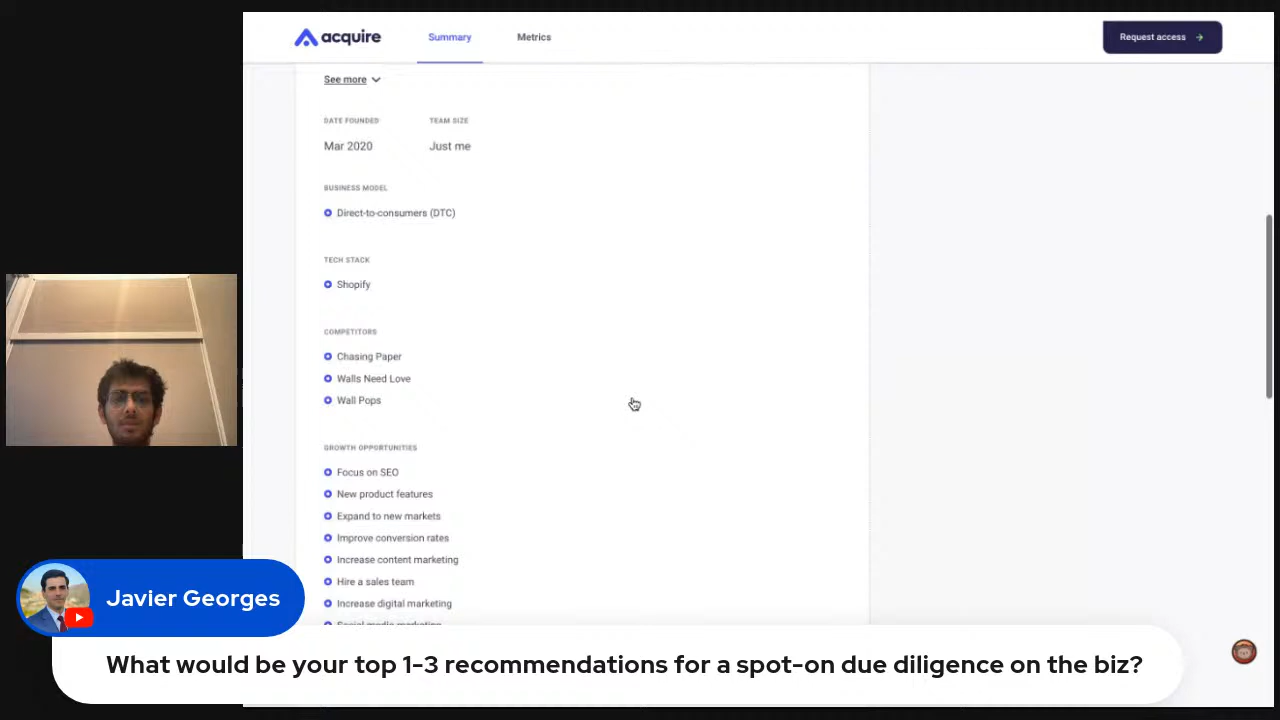 acquire
Summary
Metrics
Request access
See more
DATE FOUNDED
TEAM SIZE
Mar 2020
Just me
BUSINESS MODEL
Direct-to-consumers (DTC)
TECH STACK
Shopify
COMPETITORS
Chasing Paper
Walls Need Love
Wall Pops
GROWTH OPPORTUNITIES
Focus on SEO
New product features
Expand to new markets
Improve conversion rates
Increase content marketing
Hire a sales team
Increase digital marketing
Social media marketing
Javier Georges
What would be your top 1-3 recommendations for a spot-on due diligence on the biz?